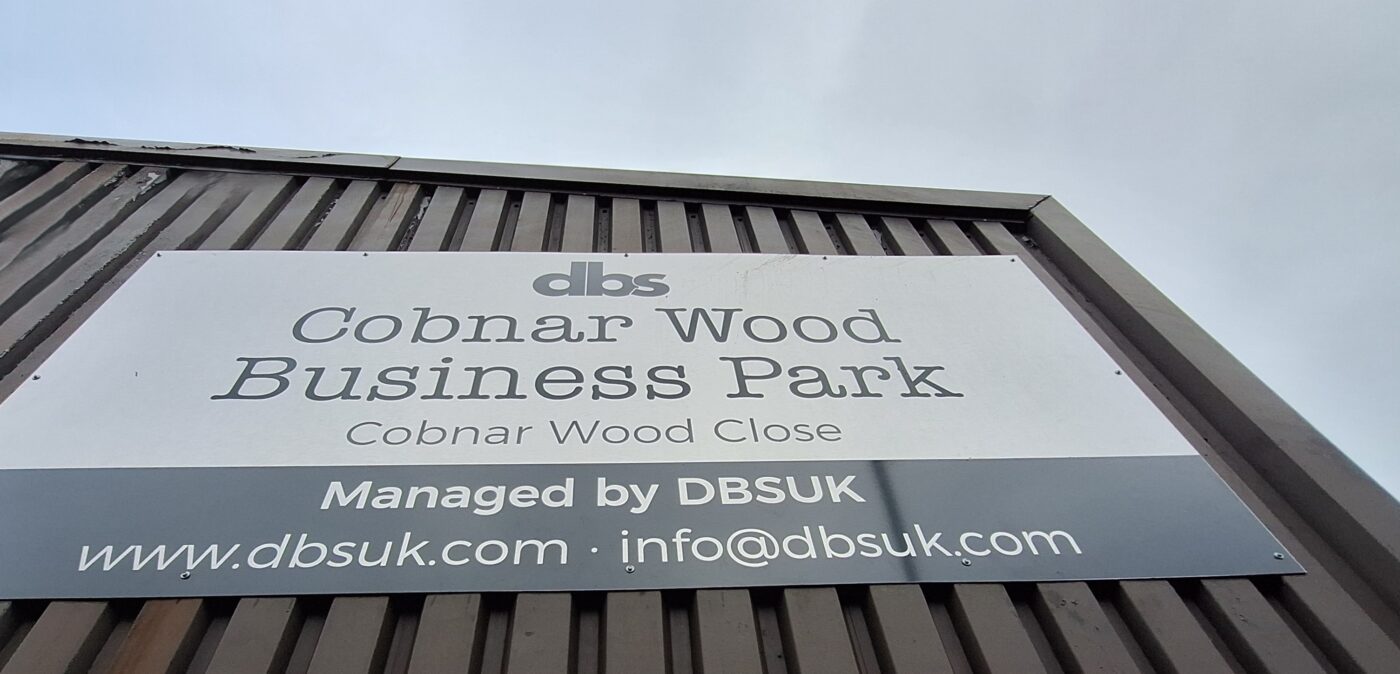 dbs
Cobnar Wood
Business Park
Cobnar Wood Close
Managed by DBSUK
www.dbsuk.com · info@dbsuk.com